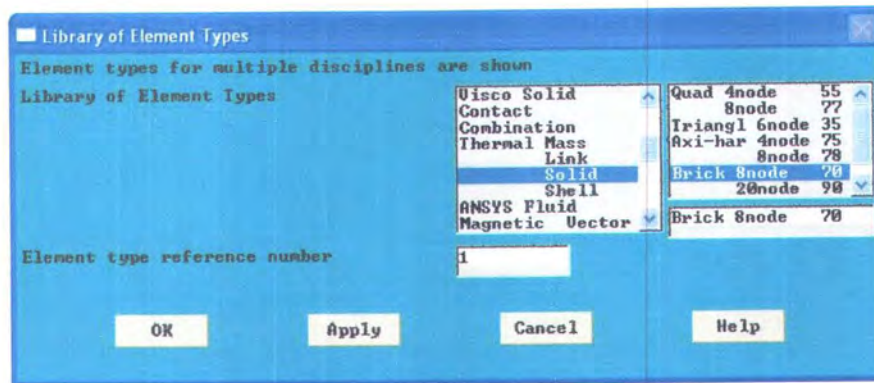 Library of Element Types
Element types for multiple disciplines are shown
Library of Element Types
Visco Solid
Contact
Combination
Thermal Mass
Link
Solid
Shell
ANSYS Fluid
Magnetic Vector
Quad 4node 55
8node 77
Triangl 6node 35
Axi-har 4node 75
8node 78
Brick 8node 70
20node 90
Brick 8node 70
Element type reference number
1
OK
Apply
Cancel
Help